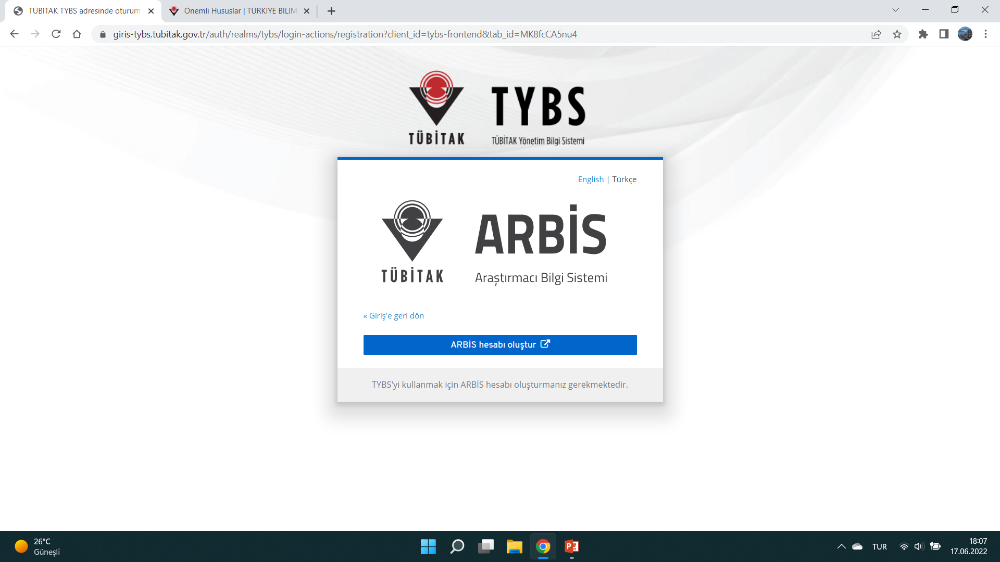 TÜBİTAK TYBS adresinde oturum
Önemli Hususlar | TÜRKİYE BİLİM
giris-tybs.tubitak.gov.tr/auth/realms/tybs/login-actions/registration?client_id=tybs-frontend&tab_id=MK8fcCA5nu4
TÜBİTAK
TYBS
TÜBİTAK Yönetim Bilgi Sistemi
English | Türkçe
TÜBİTAK
ARBİS
Araştırmacı Bilgi Sistemi
« Giriş'e geri dön
ARBİS hesabı oluştur
TYBS'yi kullanmak için ARBİS hesabı oluşturmanız gerekmektedir.
26°C
Güneşli
TUR
18:07
17.06.2022